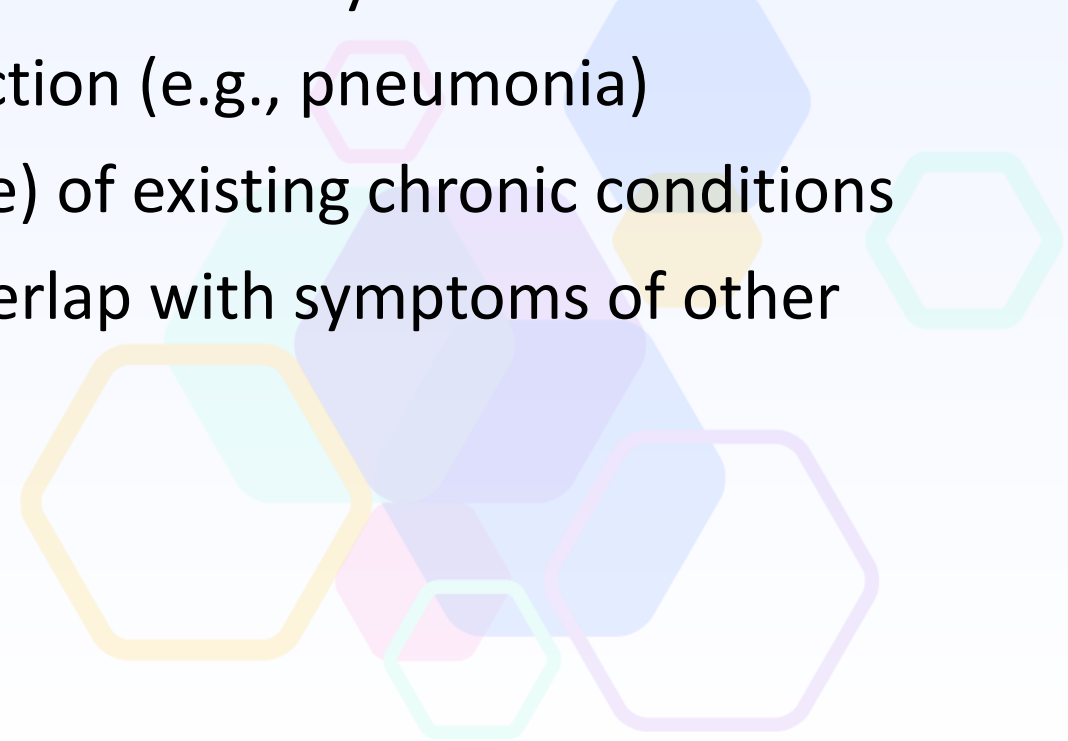 ction (e.g., pneumonia)
e) of existing chronic conditions
erlap with symptoms of other